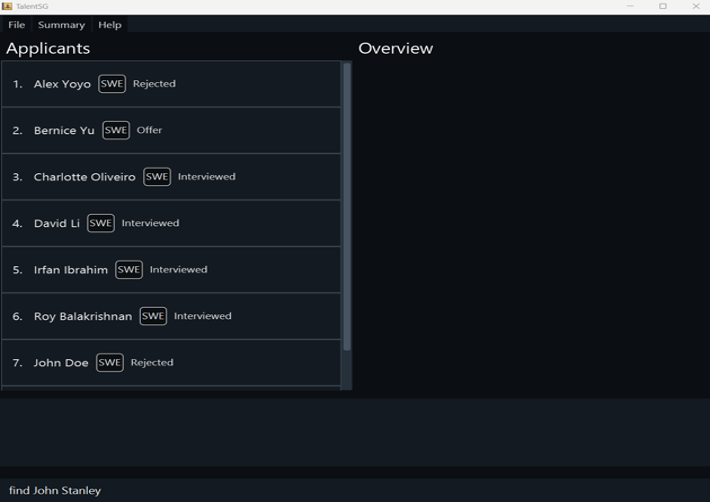 TalentSG
File Summary Help
Applicants
Overview
1. Alex Yoyo SWE Rejected
2. Bernice Yu SWE Offer
3. Charlotte Oliveiro SWE Interviewed
4. David Li SWE Interviewed
5. Irfan Ibrahim SWE Interviewed
6. Roy Balakrishnan SWE Interviewed
7. John Doe SWE Rejected
find John Stanley